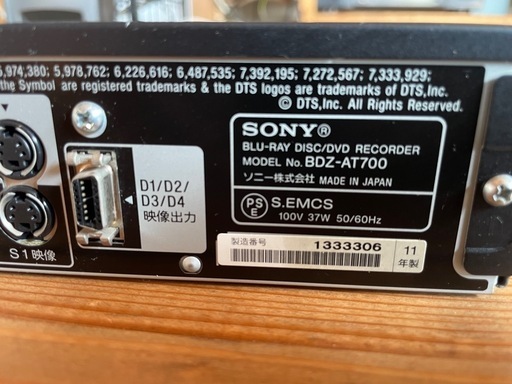 5,974,380; 5,978,762; 6,226,616; 6,487,535; 7,392,195; 7,272,567; 7,333,929;
the Symbol are registered trademarks & the DTS logos are trademarks of DTS,Inc.
© DTS,Inc. All Rights Reserved.
SONY®
BLU-RAY DISC/DVD RECORDER
MODEL No. BDZ-AT700
ソニー株式会社 MADE IN JAPAN
PS E S.EMCS
100V 37W 50/60Hz
D1/D2/
D3/D4
映像出力
S1映像
製造番号 1333306 11
年製